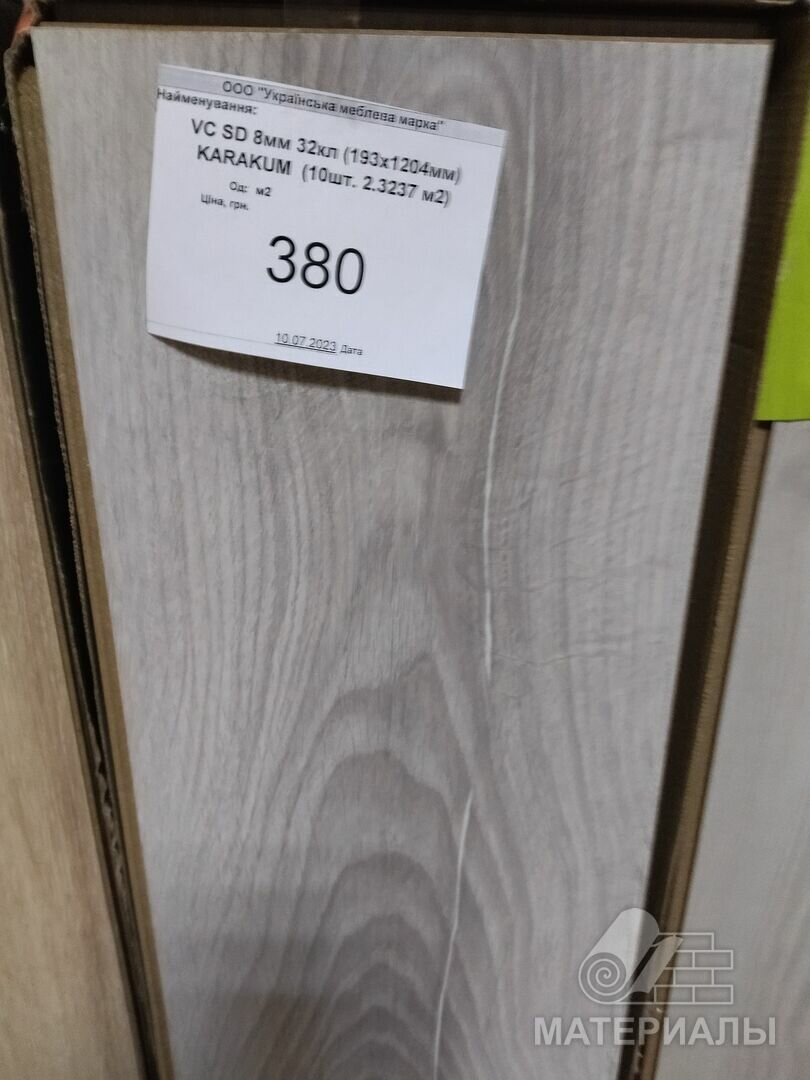 ООО "Українська меблева марка"
Найменування:
VC SD 8мм 32кл (193х1204мм)
KARAKUM (10шт. 2.3237 м2)
Од: м2
Ціна, грн.
380
10.07.2023 Дата
МАТЕРИАЛЫ